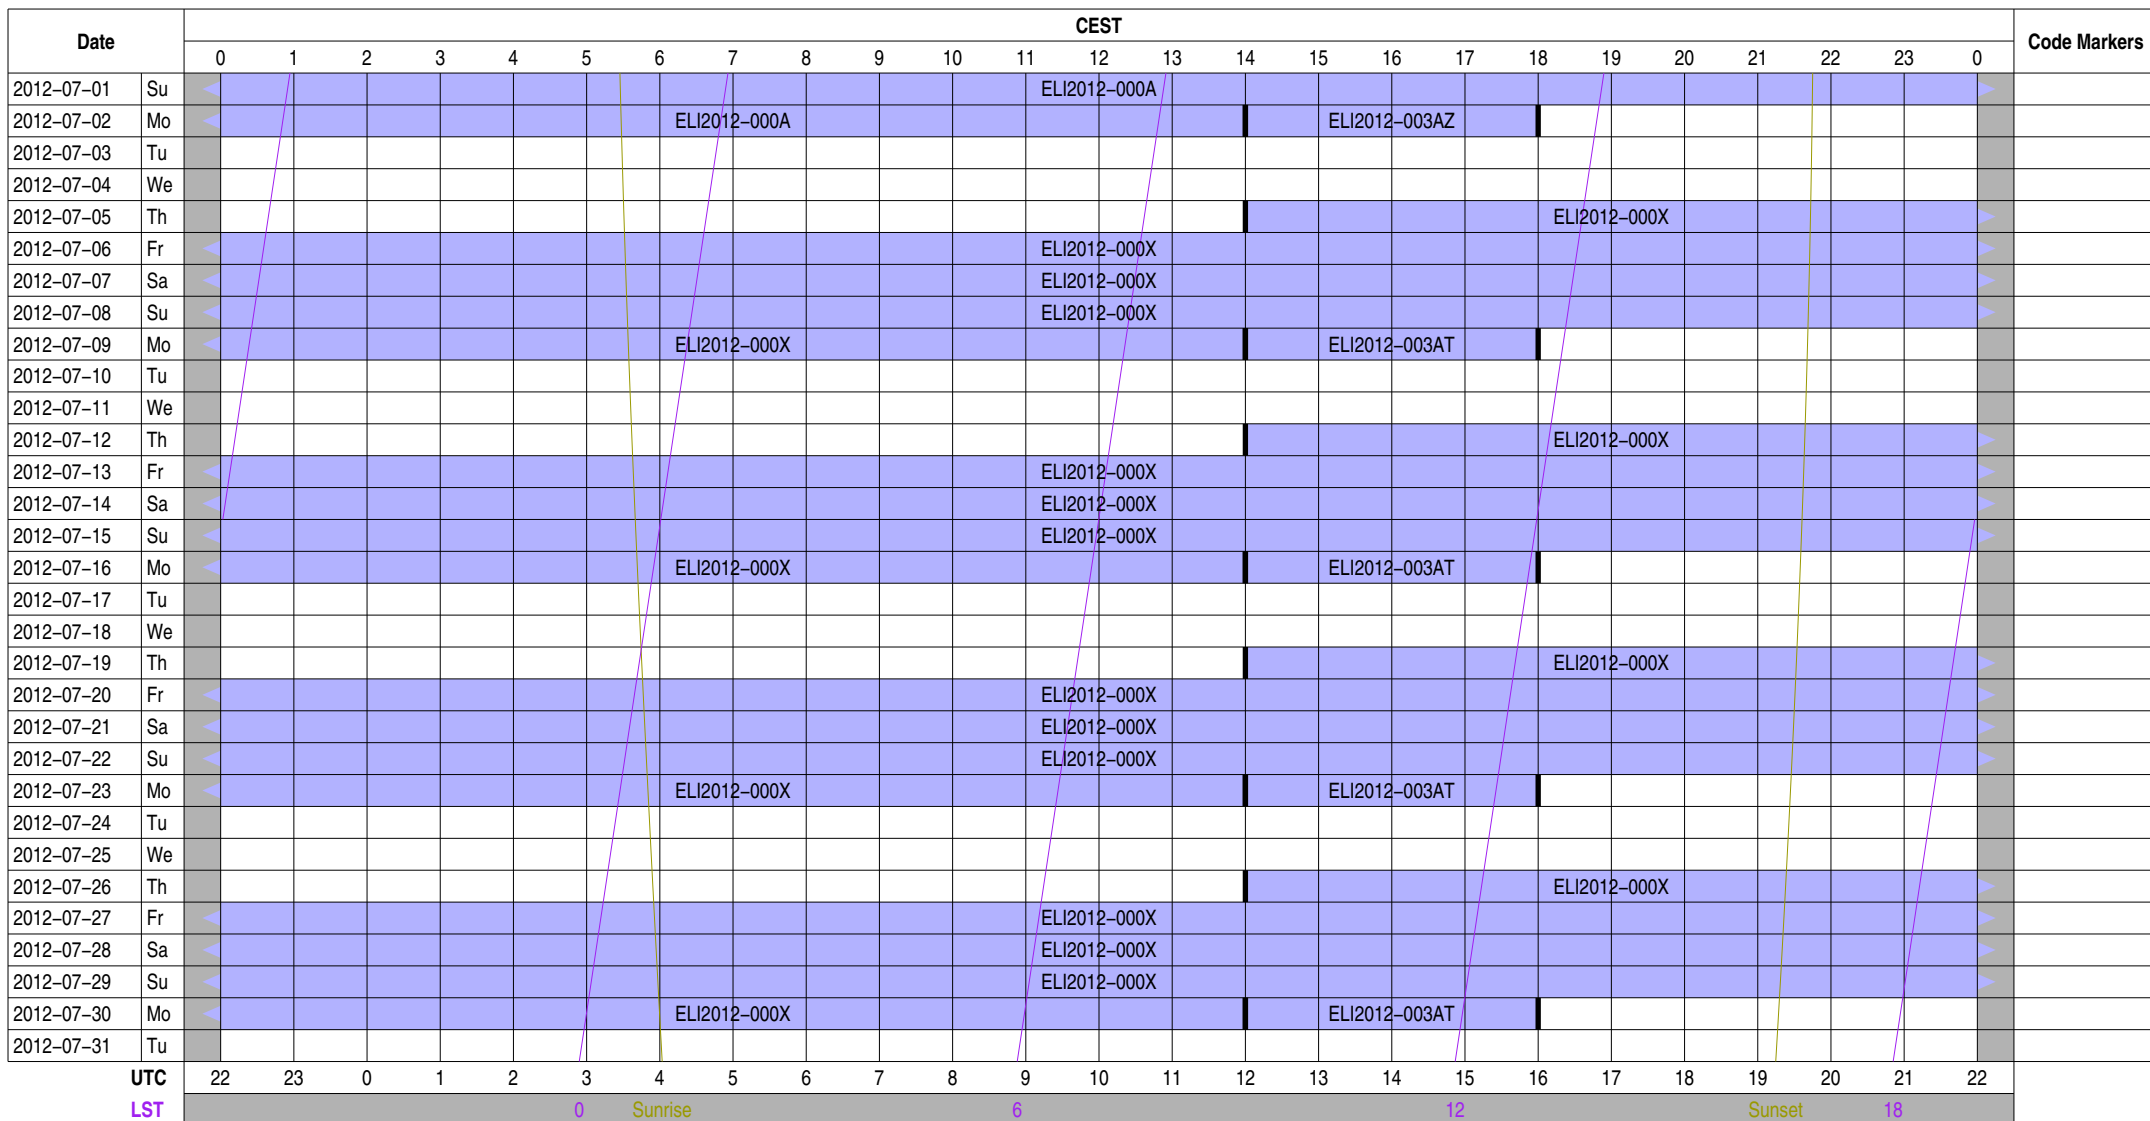 CEST
Date
Code Markers
0 1 2 3 4 5 6 7 8 9 10 11 12 13 14 15 16 17 18 19 20 21 22 23 0
2012−07−01 Su ELI2012−000A
2012−07−02 Mo ELI2012−000A ELI2012−003AZ
2012−07−03 Tu
2012−07−04 We
2012−07−05 Th ELI2012−000X
2012−07−06 Fr ELI2012−000X
2012−07−07 Sa ELI2012−000X
2012−07−08 Su ELI2012−000X
2012−07−09 Mo ELI2012−000X ELI2012−003AT
2012−07−10 Tu
2012−07−11 We
2012−07−12 Th ELI2012−000X
2012−07−13 Fr ELI2012−000X
2012−07−14 Sa ELI2012−000X
2012−07−15 Su ELI2012−000X
2012−07−16 Mo ELI2012−000X ELI2012−003AT
2012−07−17 Tu
2012−07−18 We
2012−07−19 Th ELI2012−000X
2012−07−20 Fr ELI2012−000X
2012−07−21 Sa ELI2012−000X
2012−07−22 Su ELI2012−000X
2012−07−23 Mo ELI2012−000X ELI2012−003AT
2012−07−24 Tu
2012−07−25 We
2012−07−26 Th ELI2012−000X
2012−07−27 Fr ELI2012−000X
2012−07−28 Sa ELI2012−000X
2012−07−29 Su ELI2012−000X
2012−07−30 Mo ELI2012−000X ELI2012−003AT
2012−07−31 Tu
UTC 22 23 0 1 2 3 4 5 6 7 8 9 10 11 12 13 14 15 16 17 18 19 20 21 22
LST 0 Sunrise 6 12 Sunset 18